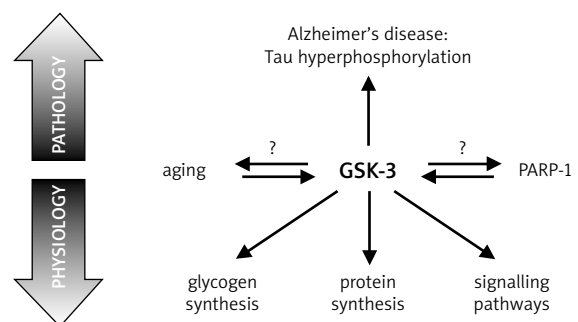 Alzheimer's disease:
Tau hyperphosphorylation
PATHOLOGY
? ?
aging GSK-3 PARP-1
PHYSIOLOGY
glycogen protein signalling
synthesis synthesis pathways